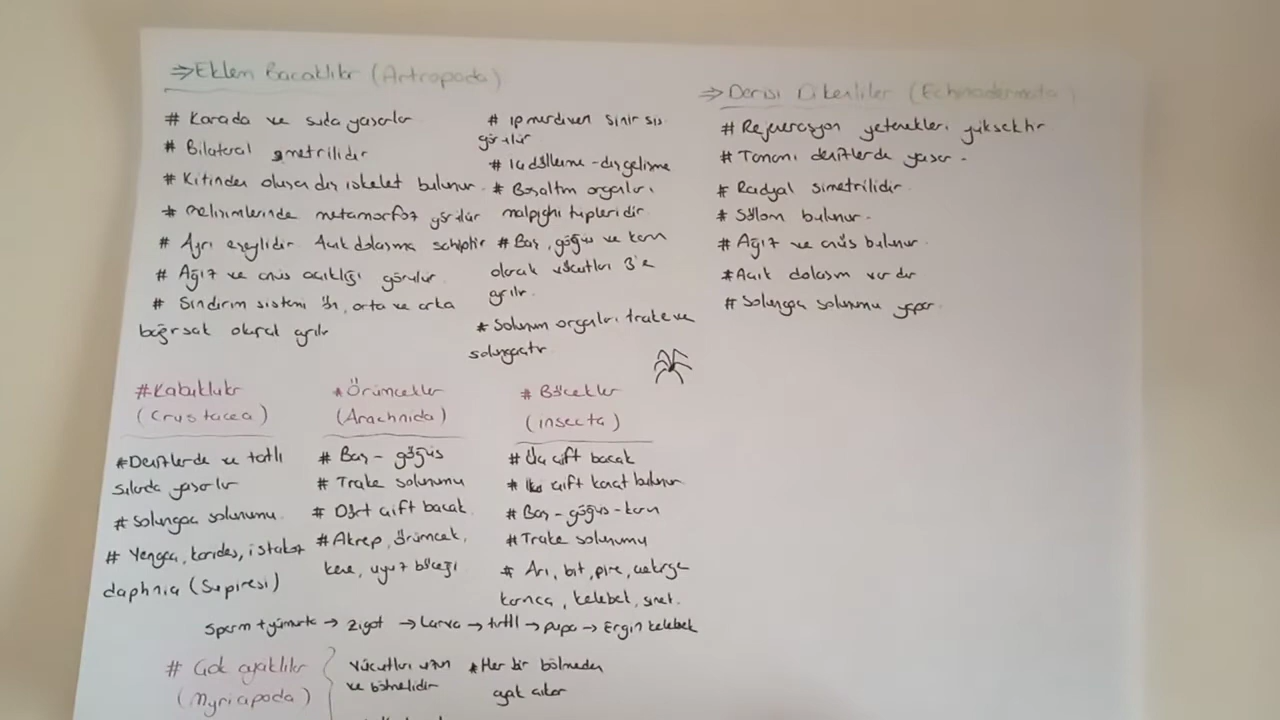 ⇒ Eklem Bacaklılar (Artropoda)
# Karada ve suda yaşarlar
# Bilateral simetrilidir
# Kitinden oluşan dış iskelet bulunur.
# Gelişimlerinde metamorfoz görülür
# Ayrı eşeylidir Açık dolaşıma sahiptir
# Ağız ve anüs açıklığı görülür.
# Sindirim sistemi ön, orta ve arka
bağırsak olarak ayrılır
# ip merdiven sinir sis.
görülür
# İç dölleme - dış gelişme
# Boşaltım organları
malpighi tüpleridir.
# Baş, göğüs ve karın
olarak vücutları 3'e
ayrılır.
# Solunum organları trake ve
solungaçtır
⇒ Derisi Dikenliler (Echinodermata)
# Rejenerasyon yetenekleri yüksektir
# Tamamı denizlerde yaşar.
# Radyal simetrilidir
# Sölom bulunur.
# Ağız ve anüs bulunur.
# Açık dolaşım vardır
# Solungaç solunumu yapar.
# Kabuklular
(Crustacea)
# Denizlerde ve tatlı
sularda yaşarlar
# Solungaç solunumu.
# Yengeç, karides, istakoz
daphnia (Su piresi)
# Örümcekler
(Arachnida)
# Baş - göğüs
# Trake solunumu
# Dört çift bacak
# Akrep, örümcek,
kene, uyuz böceği
# Böcekler
(insecta)
# Üç çift bacak
# İki çift kanat bulunur
# Baş - göğüs - karın
# Trake solunumu
# Arı, bit, pire, çekirge
karınca, kelebek, sinek.
Sperm + yumurta → zigot → Larva → tırtıl → pupa → Ergin kelebek
# Çok ayaklılar
(Myriapoda)
Vücutları uzun
ve bölmelidir
# Her bir bölmeden
ayak çıkar